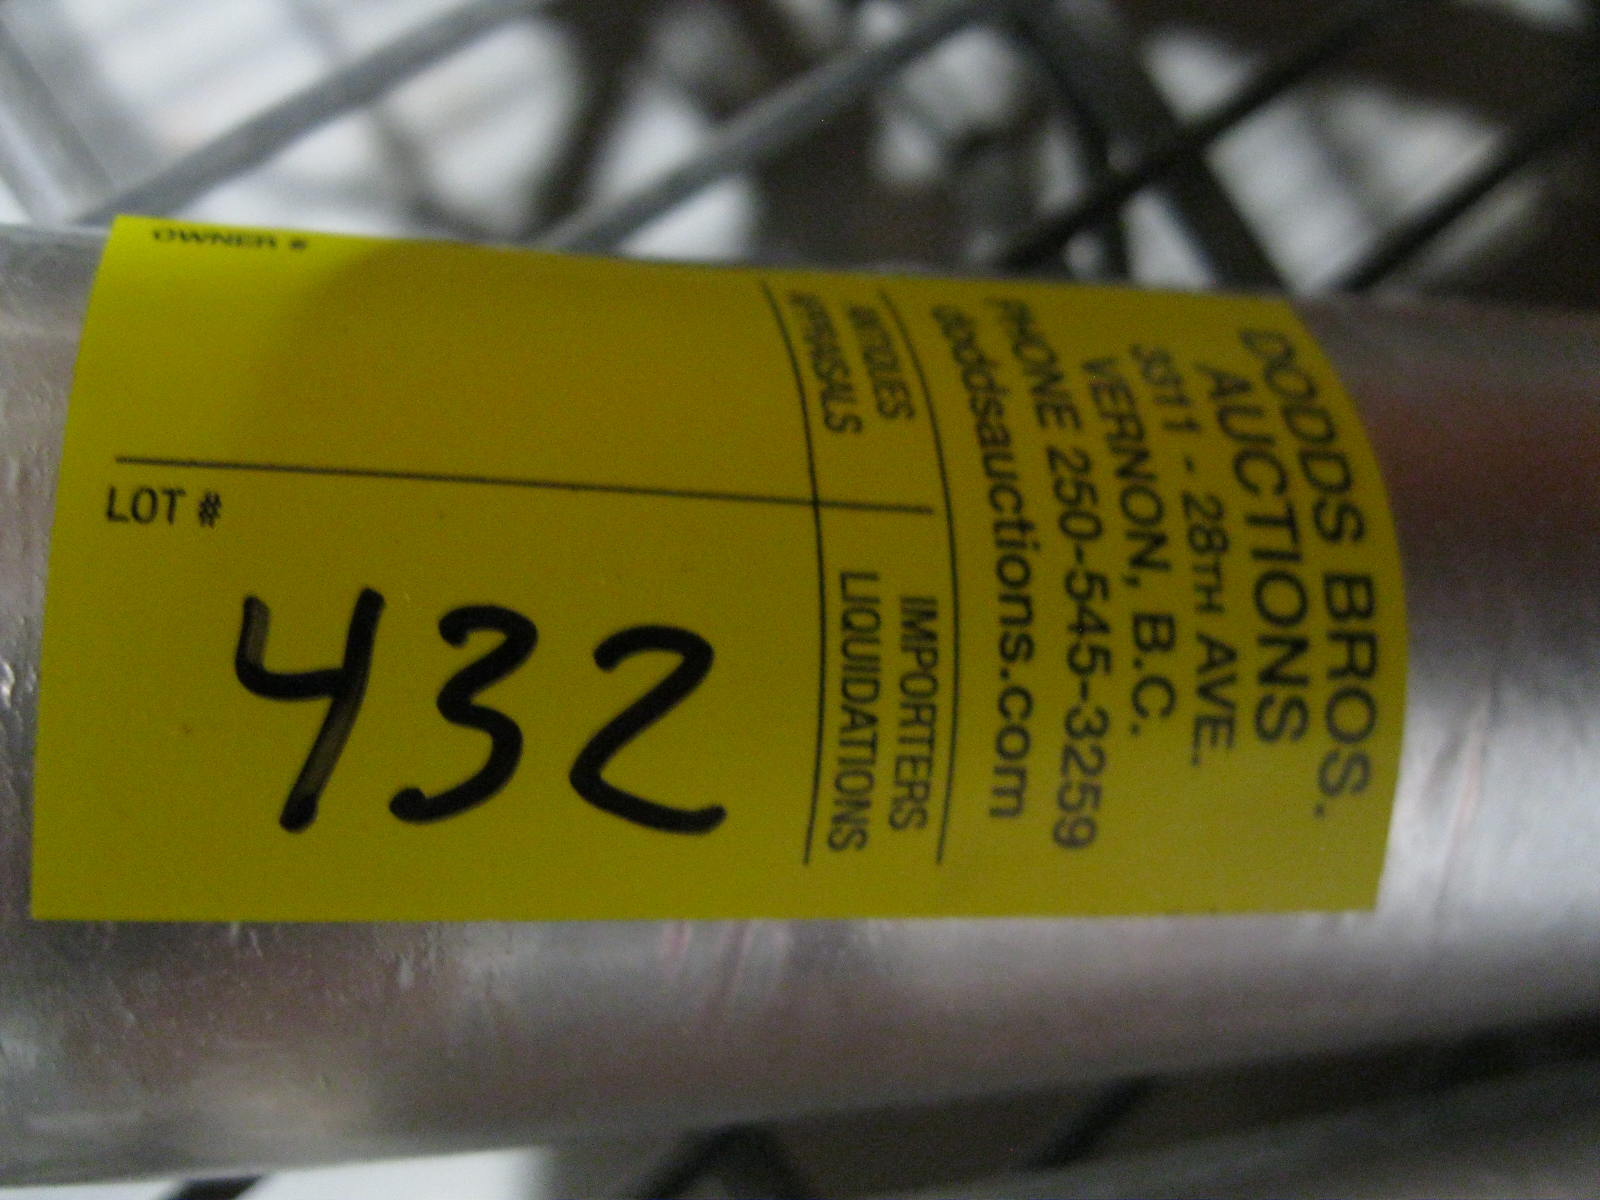 DODDS BROS.
AUCTIONS
3311 - 28TH AVE.
VERNON, B.C.
PHONE 250-545-3259
doddsauctions.com
ANTIQUES
APPRAISALS
IMPORTERS
LIQUIDATIONS
OWNER #
LOT #
432